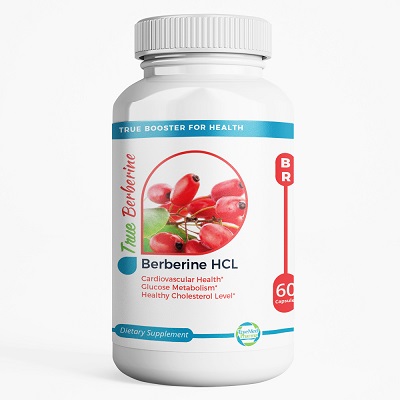 TRUE BOOSTER FOR HEALTH
True Berberine
B
R
Berberine HCL
Cardiovascular Health*
Glucose Metabolism*
Healthy Cholesterol Level*
60
Capsules
Dietary Supplement